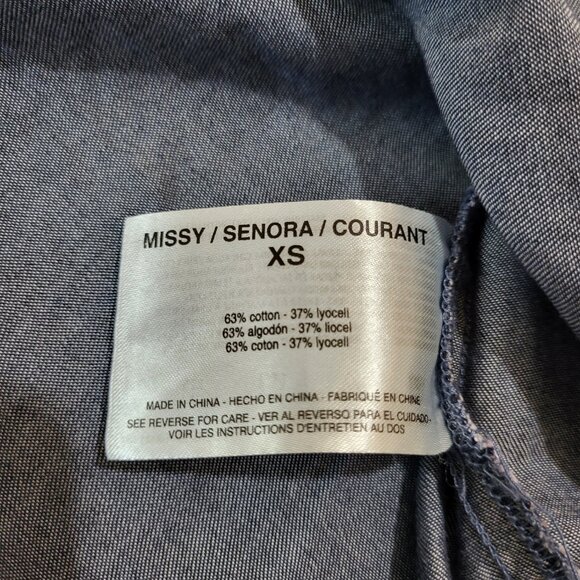 MISSY / SENORA / COURANT
XS
63% cotton - 37% lyocell
63% algodón - 37% liocel
63% coton - 37% lyocell
MADE IN CHINA - HECHO EN CHINA - FABRIQUÉ EN CHINE
SEE REVERSE FOR CARE - VER AL REVERSO PARA EL CUIDADO -
VOIR LES INSTRUCTIONS D'ENTRETIEN AU DOS